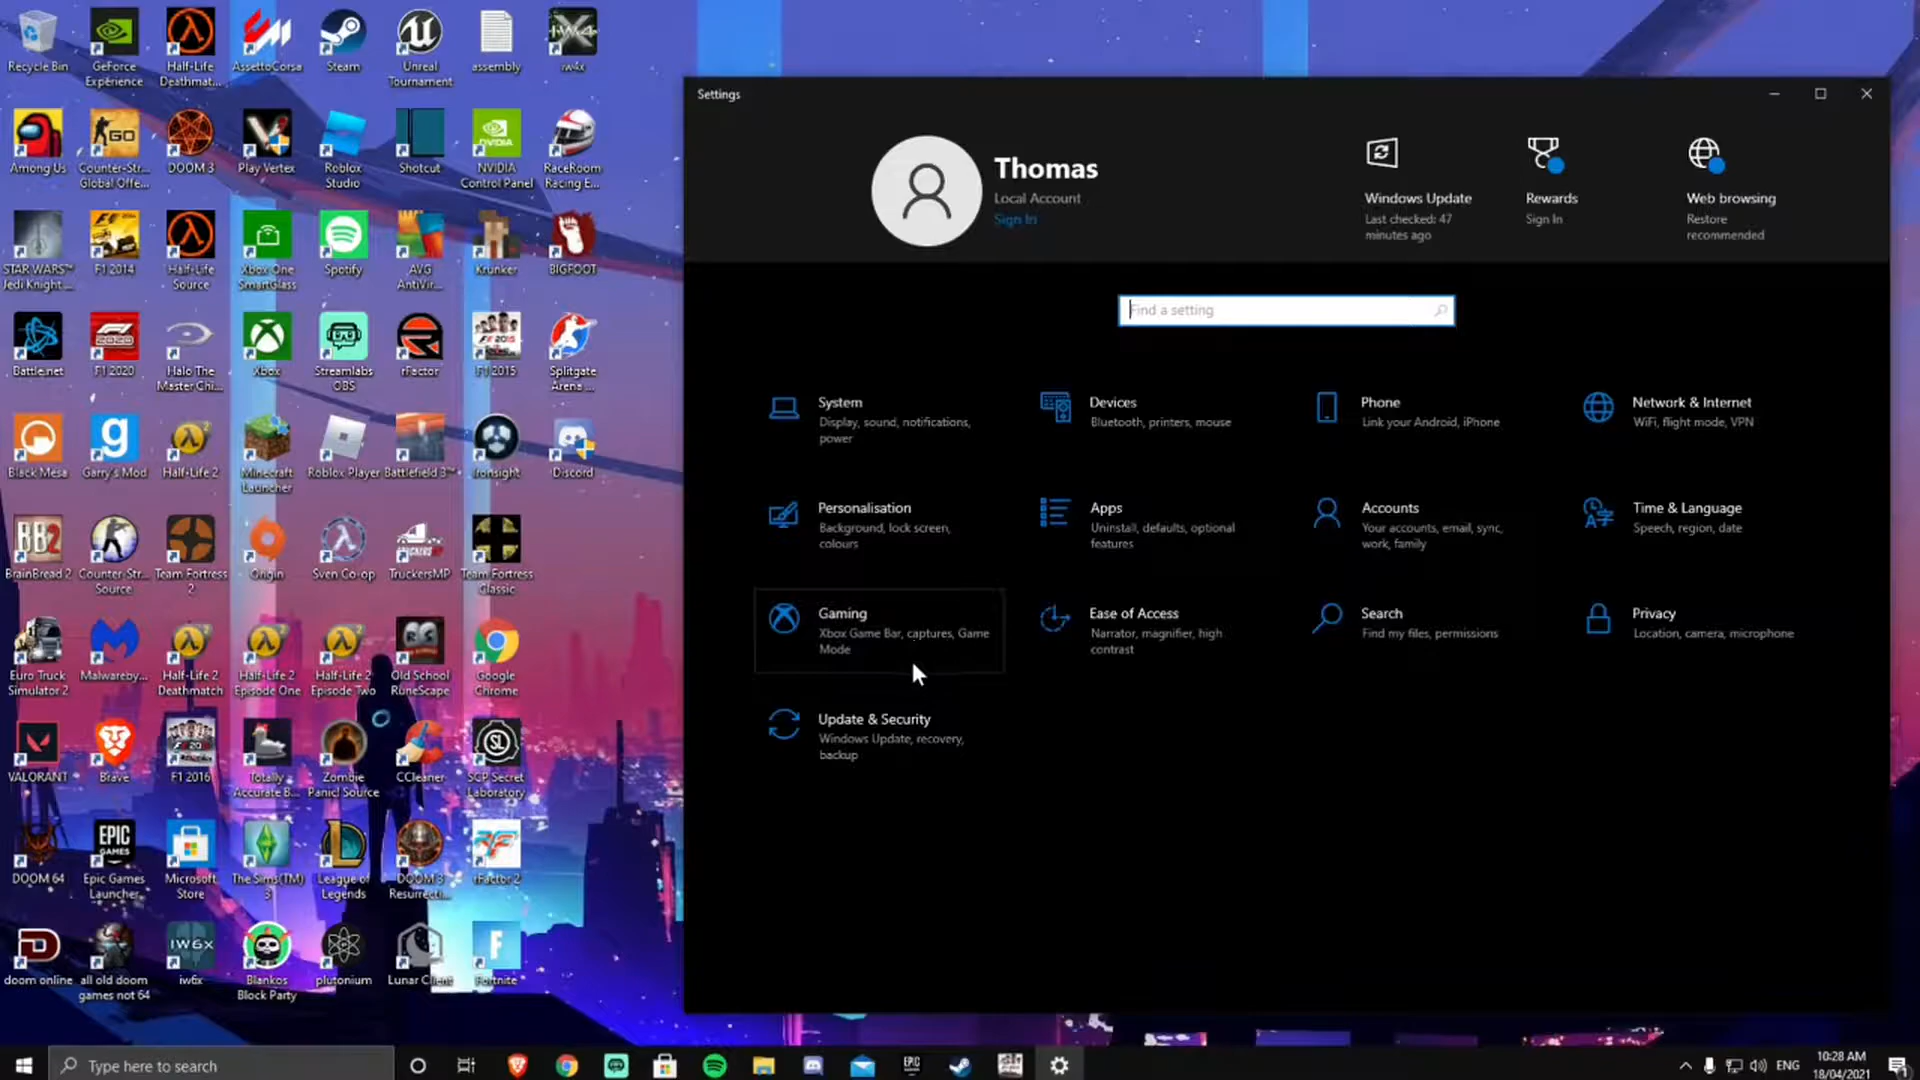 Recycle Bin
GeForce
Experience
Half-Life
Deathmat...
AssettoCorsa
Steam
Unreal
Tournament
assembly
iw4x
Among Us
Counter-Str...
Global Offe...
DOOM 3
Play Vertex
Roblox
Studio
Shotcut
NVIDIA
Control Panel
RaceRoom
Racing E...
STAR WARS™
Jedi Knight ...
F1 2014
Half-Life
Source
Xbox One
SmartGlass
Spotify
AVG
AntiVir...
Krunker
BIGFOOT
Battle.net
F1 2020
Halo The
Master Chi...
Xbox
Streamlabs
OBS
rFactor
F1 2015
Splitgate
Arena ...
Black Mesa
Garry's Mod
Half-Life 2
Minecraft
Launcher
Roblox Player
Battlefield 3™
Ironsight
Discord
BrainBread 2
Counter-Str...
Source
Team Fortress
2
Origin
Sven Co-op
TruckersMP
Team Fortress
Classic
Euro Truck
Simulator 2
Malwareby...
Half-Life 2
Deathmatch
Half-Life 2
Episode One
Half-Life 2
Episode Two
Old School
RuneScape
Google
Chrome
VALORANT
Brave
F1 2016
Totally
Accurate B...
Zombie
Panic! Source
CCleaner
SCP Secret
Laboratory
DOOM 64
Epic Games
Launcher
Microsoft
Store
The Sims(TM)
3
League of
Legends
DOOM 3
Resurrecti...
rFactor 2
doom online
all old doom
games not 64
iw6x
Blankos
Block Party
plutonium
Lunar Client
Fortnite
Settings
Thomas
Local Account
Sign In
Windows Update
Last checked: 47
minutes ago
Rewards
Sign In
Web browsing
Restore
recommended
Find a setting
System
Display, sound, notifications,
power
Devices
Bluetooth, printers, mouse
Phone
Link your Android, iPhone
Network & Internet
WiFi, flight mode, VPN
Personalisation
Background, lock screen,
colours
Apps
Uninstall, defaults, optional
features
Accounts
Your accounts, email, sync,
work, family
Time & Language
Speech, region, date
Gaming
Xbox Game Bar, captures, Game
Mode
Ease of Access
Narrator, magnifier, high
contrast
Search
Find my files, permissions
Privacy
Location, camera, microphone
Update & Security
Windows Update, recovery,
backup
Type here to search
ENG
10:28 AM
18/04/2021